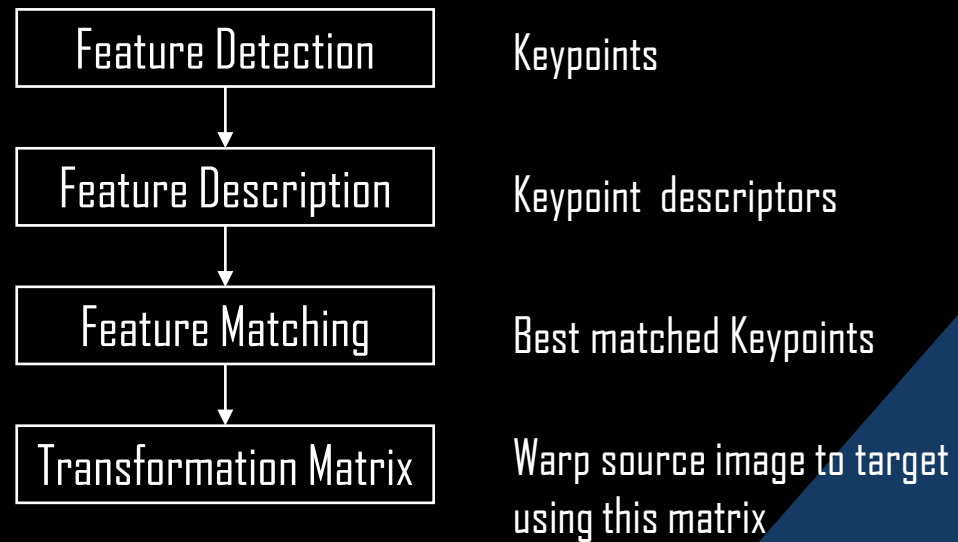 Feature Detection
Keypoints
Feature Description
Keypoint descriptors
Feature Matching
Best matched Keypoints
Transformation Matrix
Warp source image to target
using this matrix